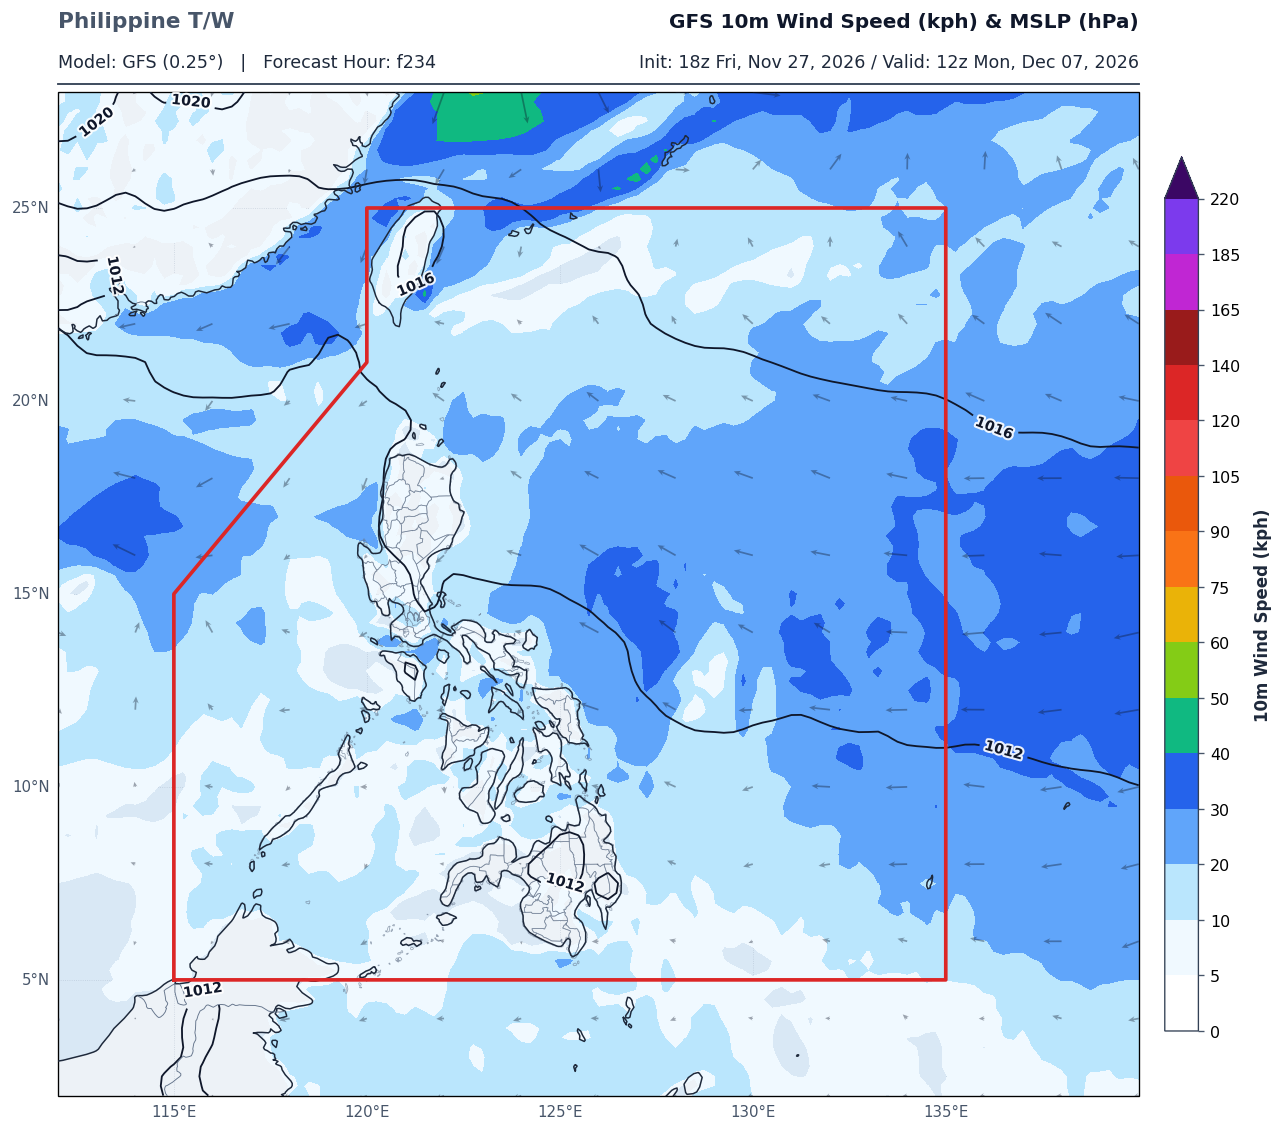 Philippine T/W
GFS 10m Wind Speed (kph) & MSLP (hPa)
Model: GFS (0.25°) | Forecast Hour: f234
Init: 18z Fri, Nov 27, 2026 / Valid: 12z Mon, Dec 07, 2026
1020
1020
1012
1016
1016
1012
1012
1012
25°N
20°N
15°N
10°N
5°N
115°E
120°E
125°E
130°E
135°E
220
185
165
140
120
105
90
75
60
50
40
30
20
10
5
0
10m Wind Speed (kph)